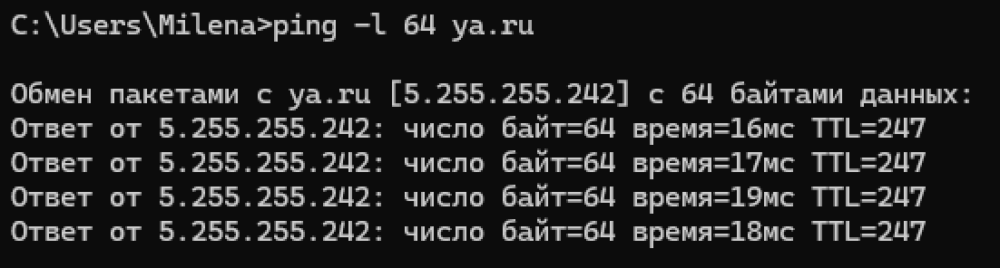 C:\Users\Milena>ping -l 64 ya.ru
Обмен пакетами с ya.ru [5.255.255.242] с 64 байтами данных:
Ответ от 5.255.255.242: число байт=64 время=16мс TTL=247
Ответ от 5.255.255.242: число байт=64 время=17мс TTL=247
Ответ от 5.255.255.242: число байт=64 время=19мс TTL=247
Ответ от 5.255.255.242: число байт=64 время=18мс TTL=247